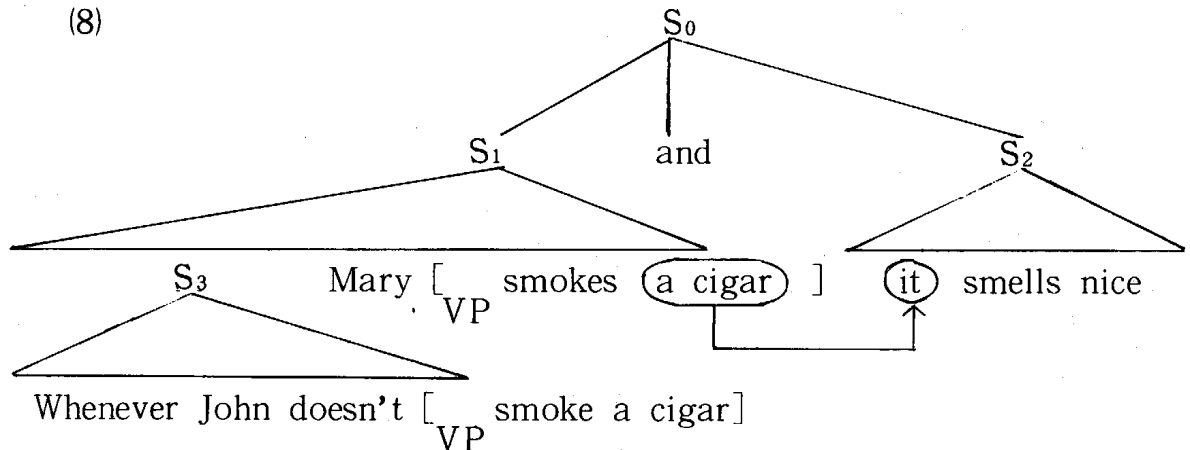 (8)
S₀
S₁ and S₂
S₃ Mary [VP smokes a cigar ] it smells nice
Whenever John doesn't [VP smoke a cigar]